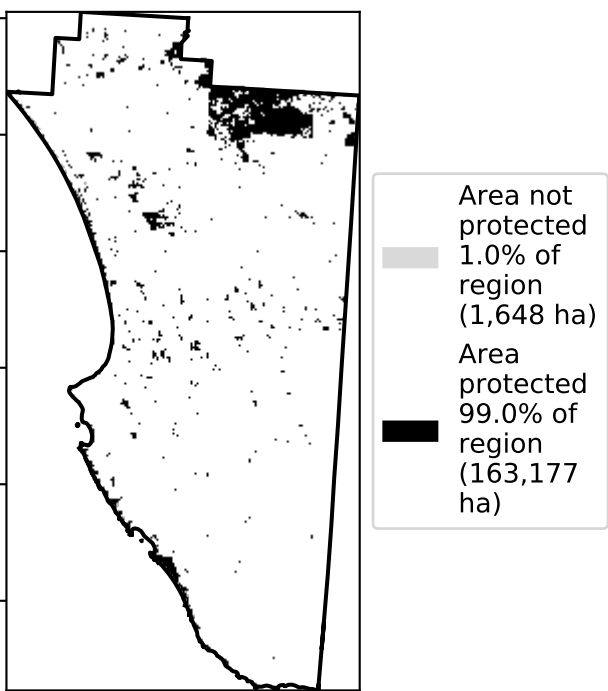 Area not
protected
1.0% of
region
(1,648 ha)
Area
protected
99.0% of
region
(163,177
ha)